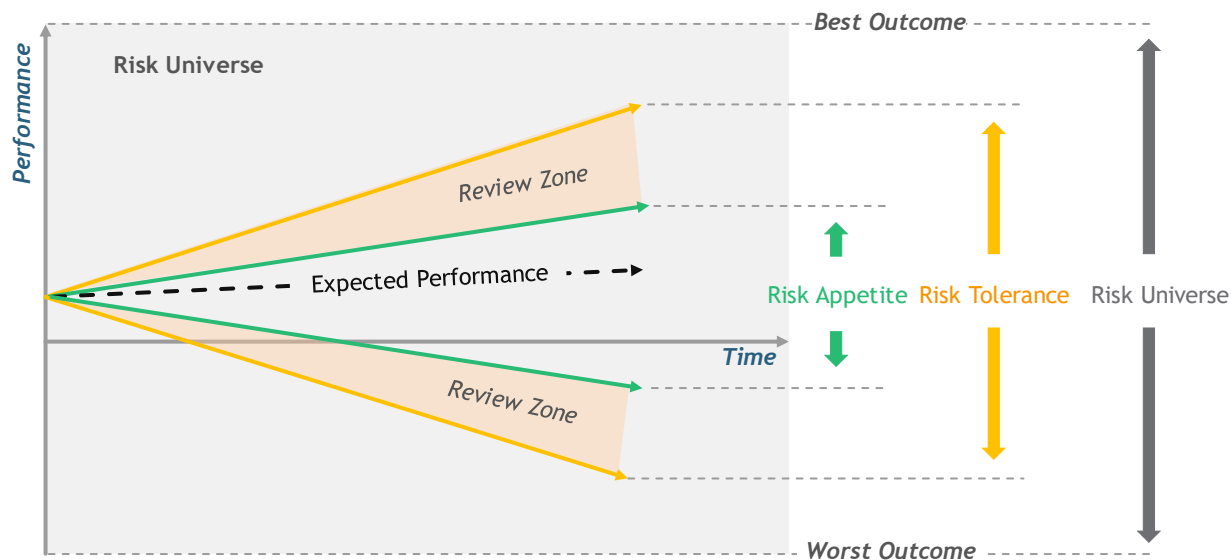 Best Outcome
Performance
Risk Universe
Review Zone
Expected Performance
Risk Appetite
Risk Tolerance
Risk Universe
Time
Review Zone
Worst Outcome